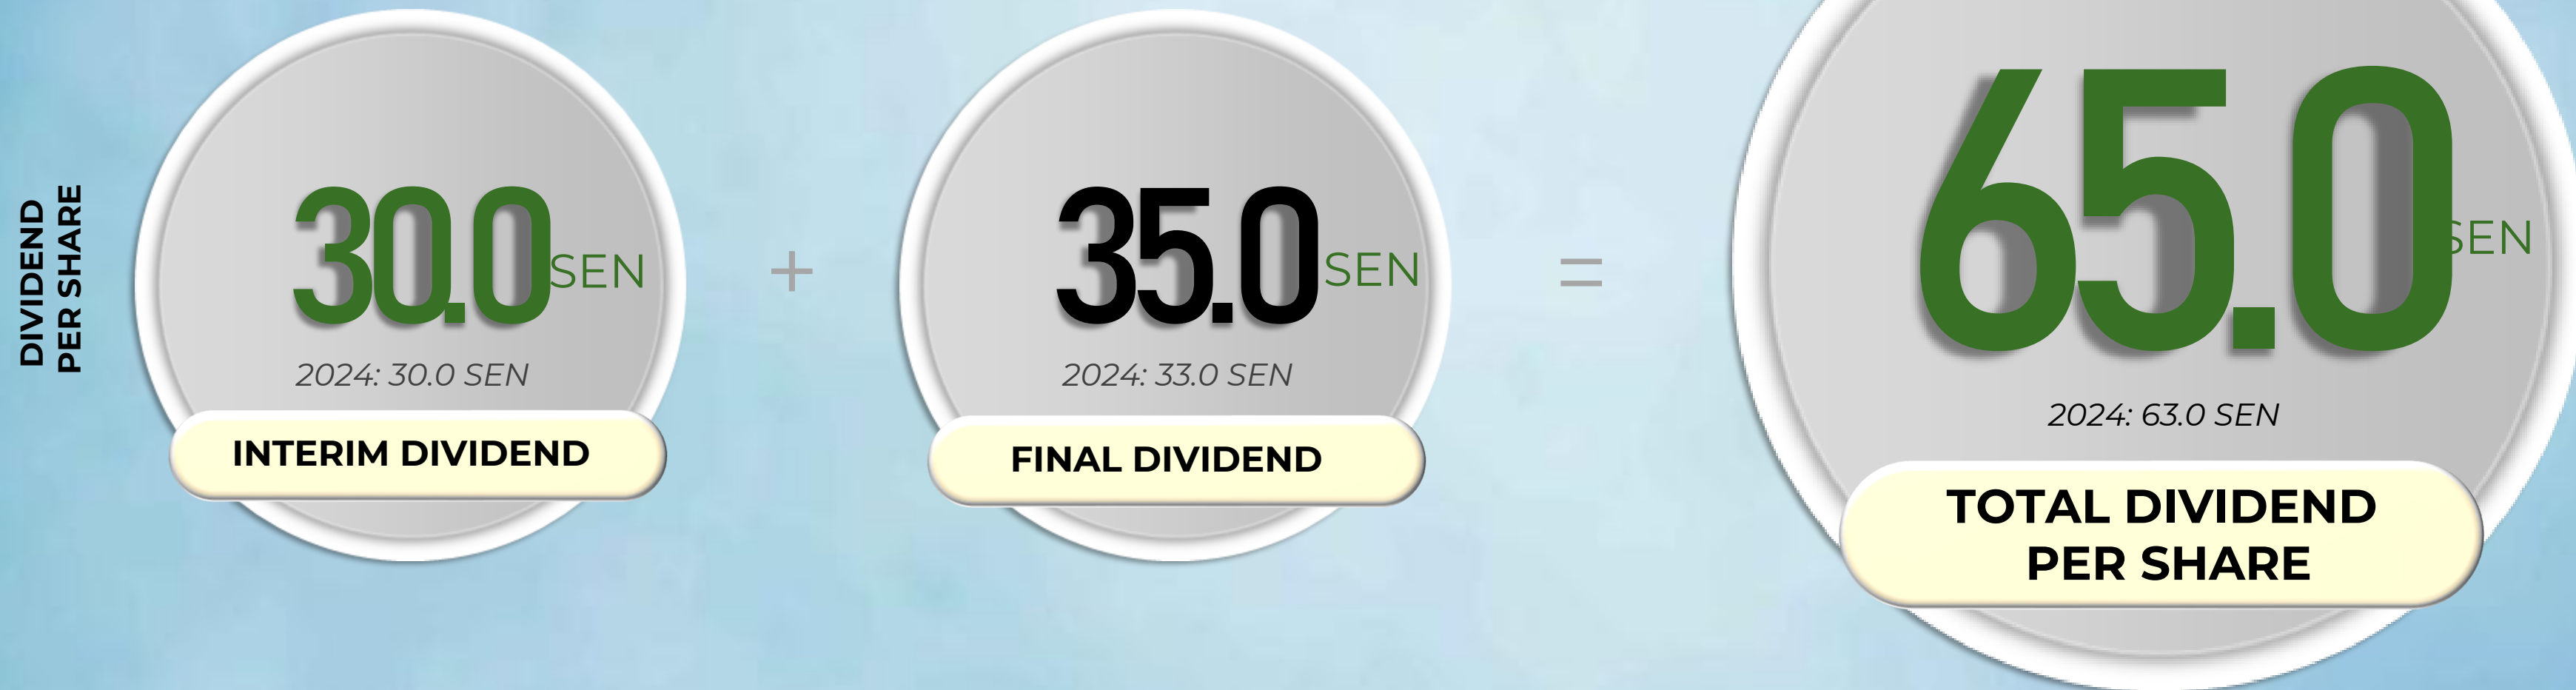 DIVIDEND
PER SHARE
30.0 SEN
2024: 30.0 SEN
INTERIM DIVIDEND
+
35.0 SEN
2024: 33.0 SEN
FINAL DIVIDEND
=
65.0 SEN
2024: 63.0 SEN
TOTAL DIVIDEND
PER SHARE